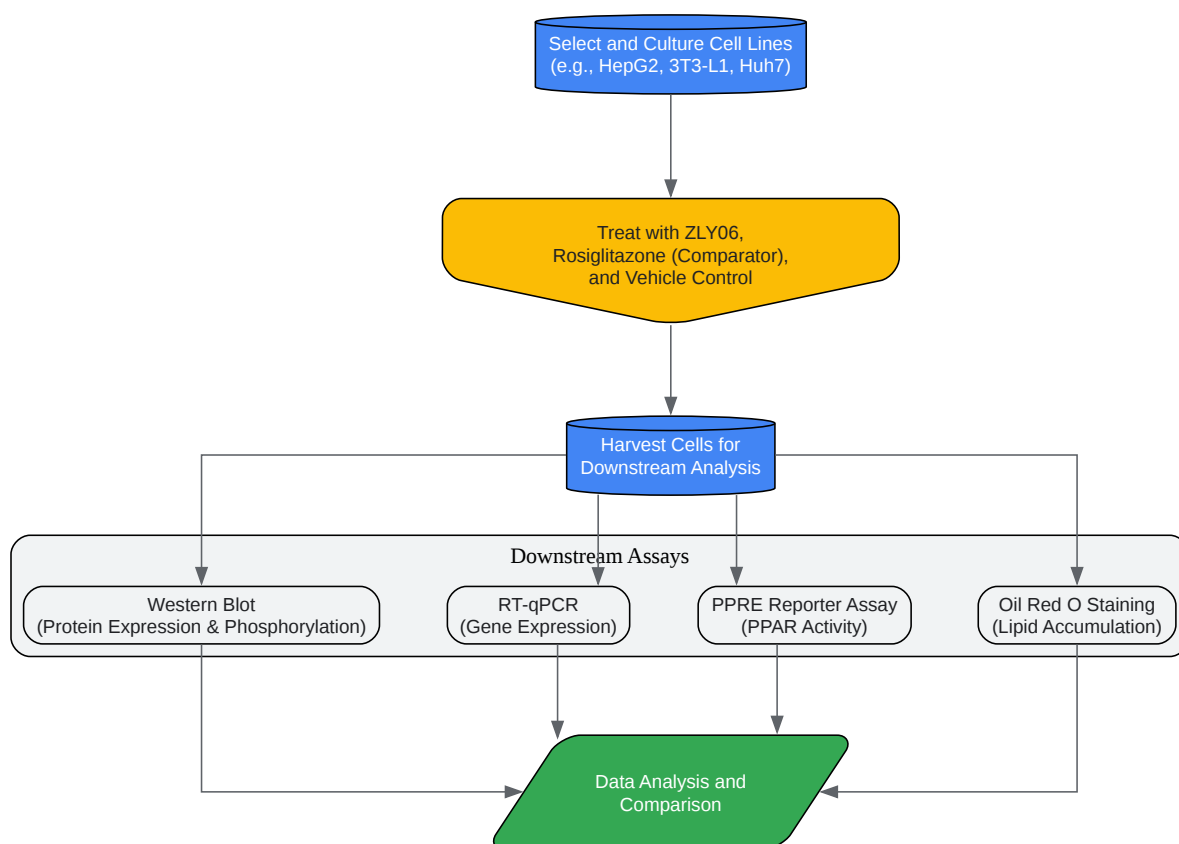 Select and Culture Cell Lines
(e.g., HepG2, 3T3-L1, Huh7)
Treat with ZLY06,
Rosiglitazone (Comparator),
and Vehicle Control
Harvest Cells for
Downstream Analysis
Downstream Assays
Western Blot
(Protein Expression & Phosphorylation)
RT-qPCR
(Gene Expression)
PPRE Reporter Assay
(PPAR Activity)
Oil Red O Staining
(Lipid Accumulation)
Data Analysis and
Comparison